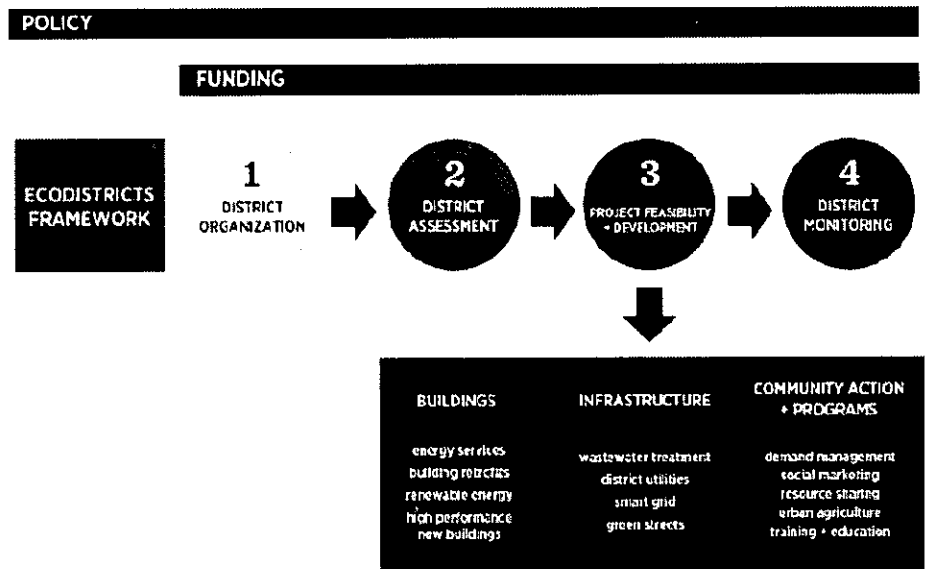 POLICY
FUNDING
ECODISTRICTS
FRAMEWORK
1
DISTRICT
ORGANIZATION
2
DISTRICT
ASSESSMENT
3
PROJECT FEASIBILITY
+ DEVELOPMENT
4
DISTRICT
MONITORING
BUILDINGS
energy services
building retrofits
renewable energy
high performance
new buildings
INFRASTRUCTURE
wastewater treatment
district utilities
smart grid
green streets
COMMUNITY ACTION
+ PROGRAMS
demand management
social marketing
resource sharing
urban agriculture
training + education